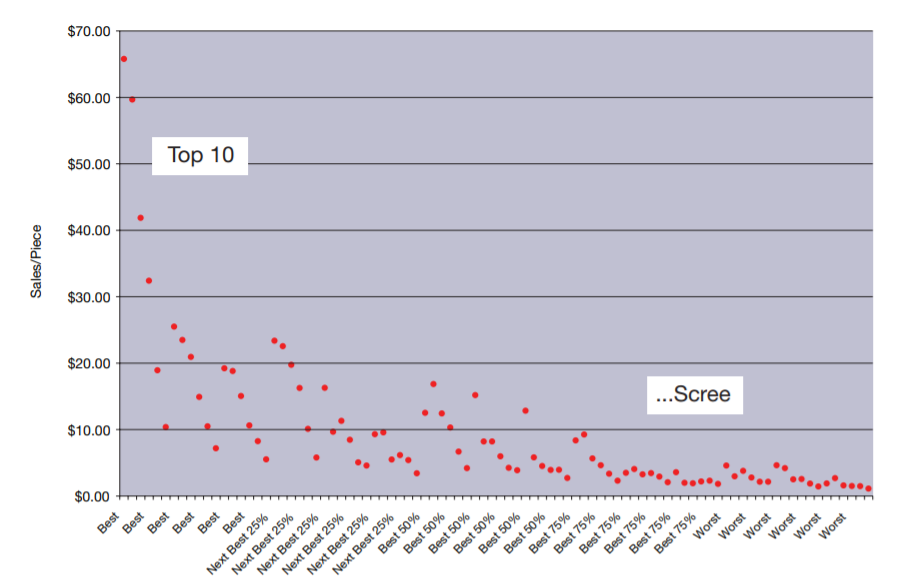 $70.00
$60.00
$50.00
$40.00
$30.00
$20.00
$10.00
$0.00
Sales/Piece
Top 10
...Scree
Best
Best
Best
Best
Best
Best
Next Best 25%
Next Best 25%
Next Best 25%
Next Best 25%
Next Best 25%
Next Best 25%
Best 50%
Best 50%
Best 50%
Best 50%
Best 50%
Best 50%
Best 75%
Best 75%
Best 75%
Best 75%
Best 75%
Best 75%
Worst
Worst
Worst
Worst
Worst
Worst